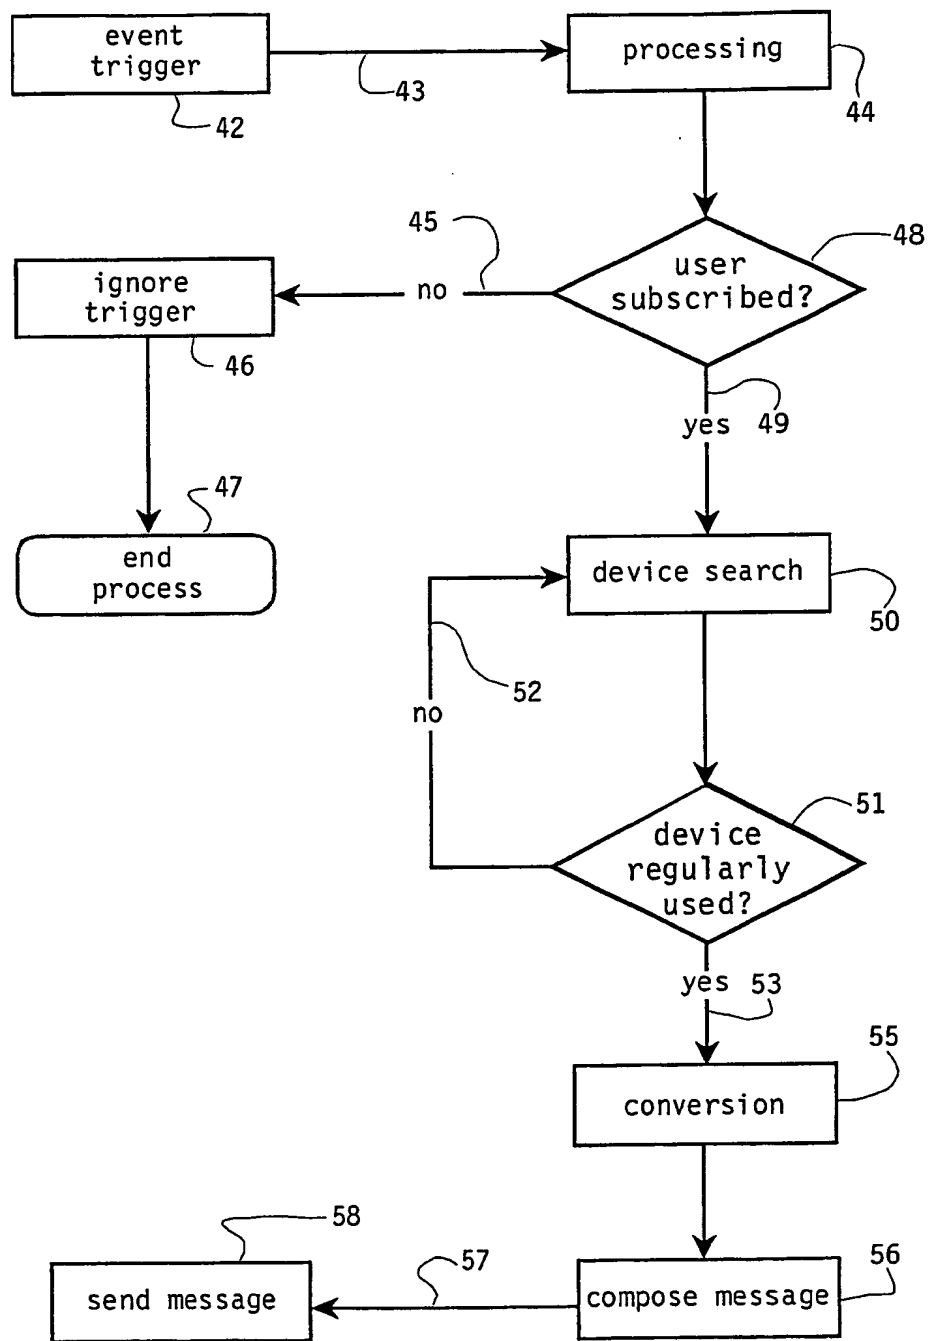 event
trigger
42
43
processing
44
45
48
user
subscribed?
no
ignore
trigger
46
yes 49
47
end
process
device search
50
52
no
51
device
regularly
used?
yes 53
55
conversion
58
57
56
send message
compose message